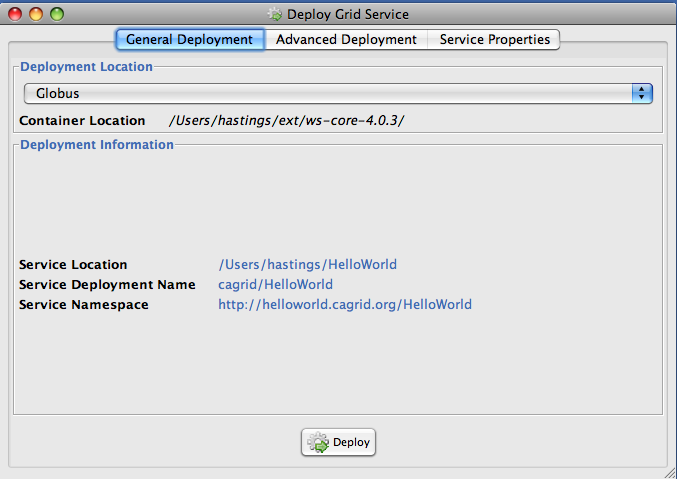 Deploy Grid Service
General Deployment Advanced Deployment Service Properties
Deployment Location
Globus
Container Location /Users/hastings/ext/ws-core-4.0.3/
Deployment Information
Service Location /Users/hastings/HelloWorld
Service Deployment Name cagrid/HelloWorld
Service Namespace http://helloworld.cagrid.org/HelloWorld
Deploy